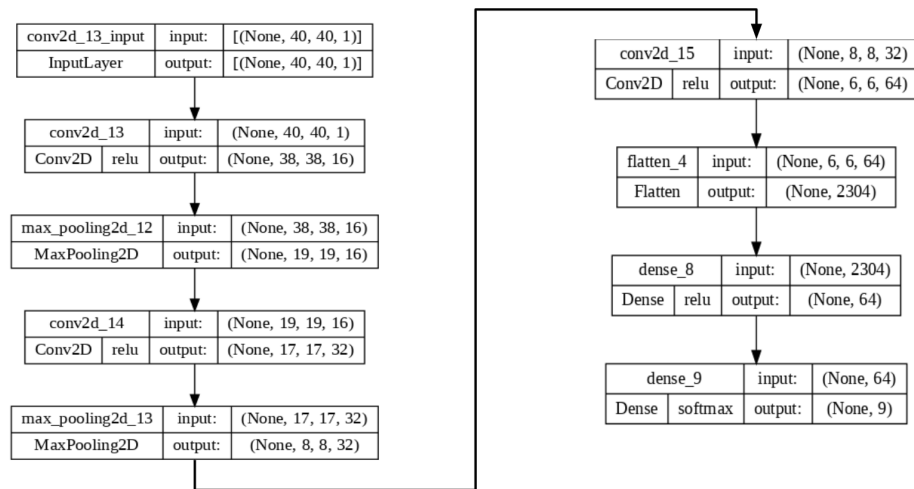 conv2d_13_input input: [(None, 40, 40, 1)]
InputLayer output: [(None, 40, 40, 1)]
conv2d_13 input: (None, 40, 40, 1)
Conv2D relu output: (None, 38, 38, 16)
max_pooling2d_12 input: (None, 38, 38, 16)
MaxPooling2D output: (None, 19, 19, 16)
conv2d_14 input: (None, 19, 19, 16)
Conv2D relu output: (None, 17, 17, 32)
max_pooling2d_13 input: (None, 17, 17, 32)
MaxPooling2D output: (None, 8, 8, 32)
conv2d_15 input: (None, 8, 8, 32)
Conv2D relu output: (None, 6, 6, 64)
flatten_4 input: (None, 6, 6, 64)
Flatten output: (None, 2304)
dense_8 input: (None, 2304)
Dense relu output: (None, 64)
dense_9 input: (None, 64)
Dense softmax output: (None, 9)